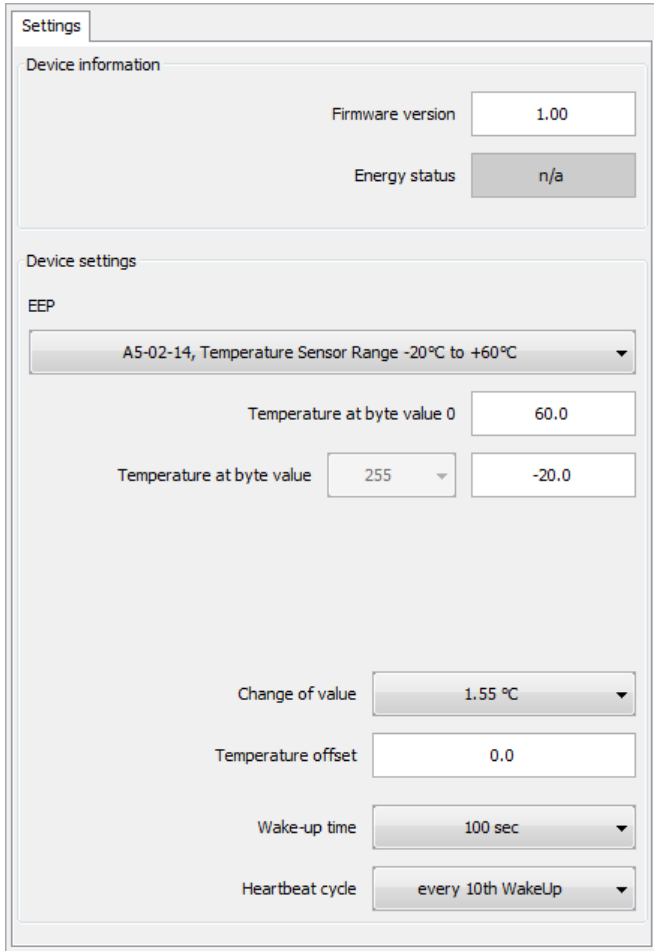 Settings
Device information
Firmware version 1.00
Energy status n/a
Device settings
EEP
A5-02-14, Temperature Sensor Range -20°C to +60°C
Temperature at byte value 0 60.0
Temperature at byte value 255 -20.0
Change of value 1.55 °C
Temperature offset 0.0
Wake-up time 100 sec
Heartbeat cycle every 10th WakeUp